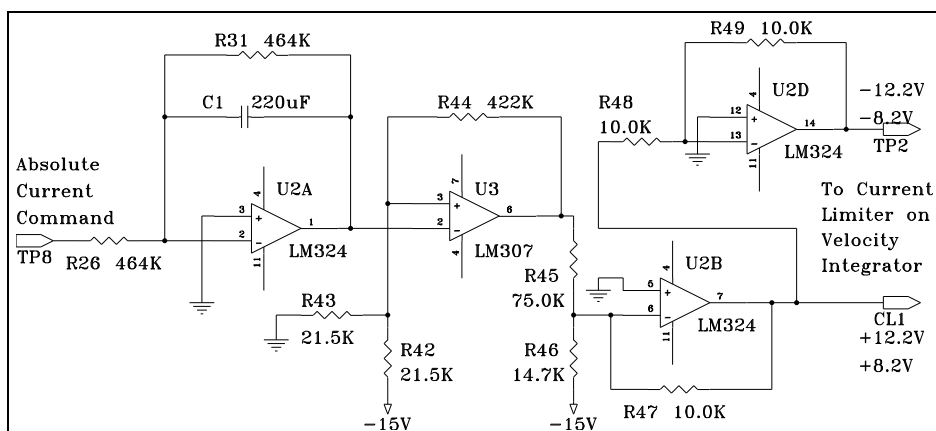 R31 464K
C1 220uF
Absolute
Current
Command
TP8
R26 464K
3
+
2
-
4
11
1
U2A
LM324
R44 422K
3
+
2
-
7
4
6
U3
LM307
R43
21.5K
R42
21.5K
-15V
R45
75.0K
R46
14.7K
-15V
5
+
6
-
4
11
7
U2B
LM324
R47 10.0K
R48
10.0K
R49 10.0K
12
+
13
-
4
11
14
U2D
LM324
-12.2V
-8.2V
TP2
To Current
Limiter on
Velocity
Integrator
CL1
+12.2V
+8.2V